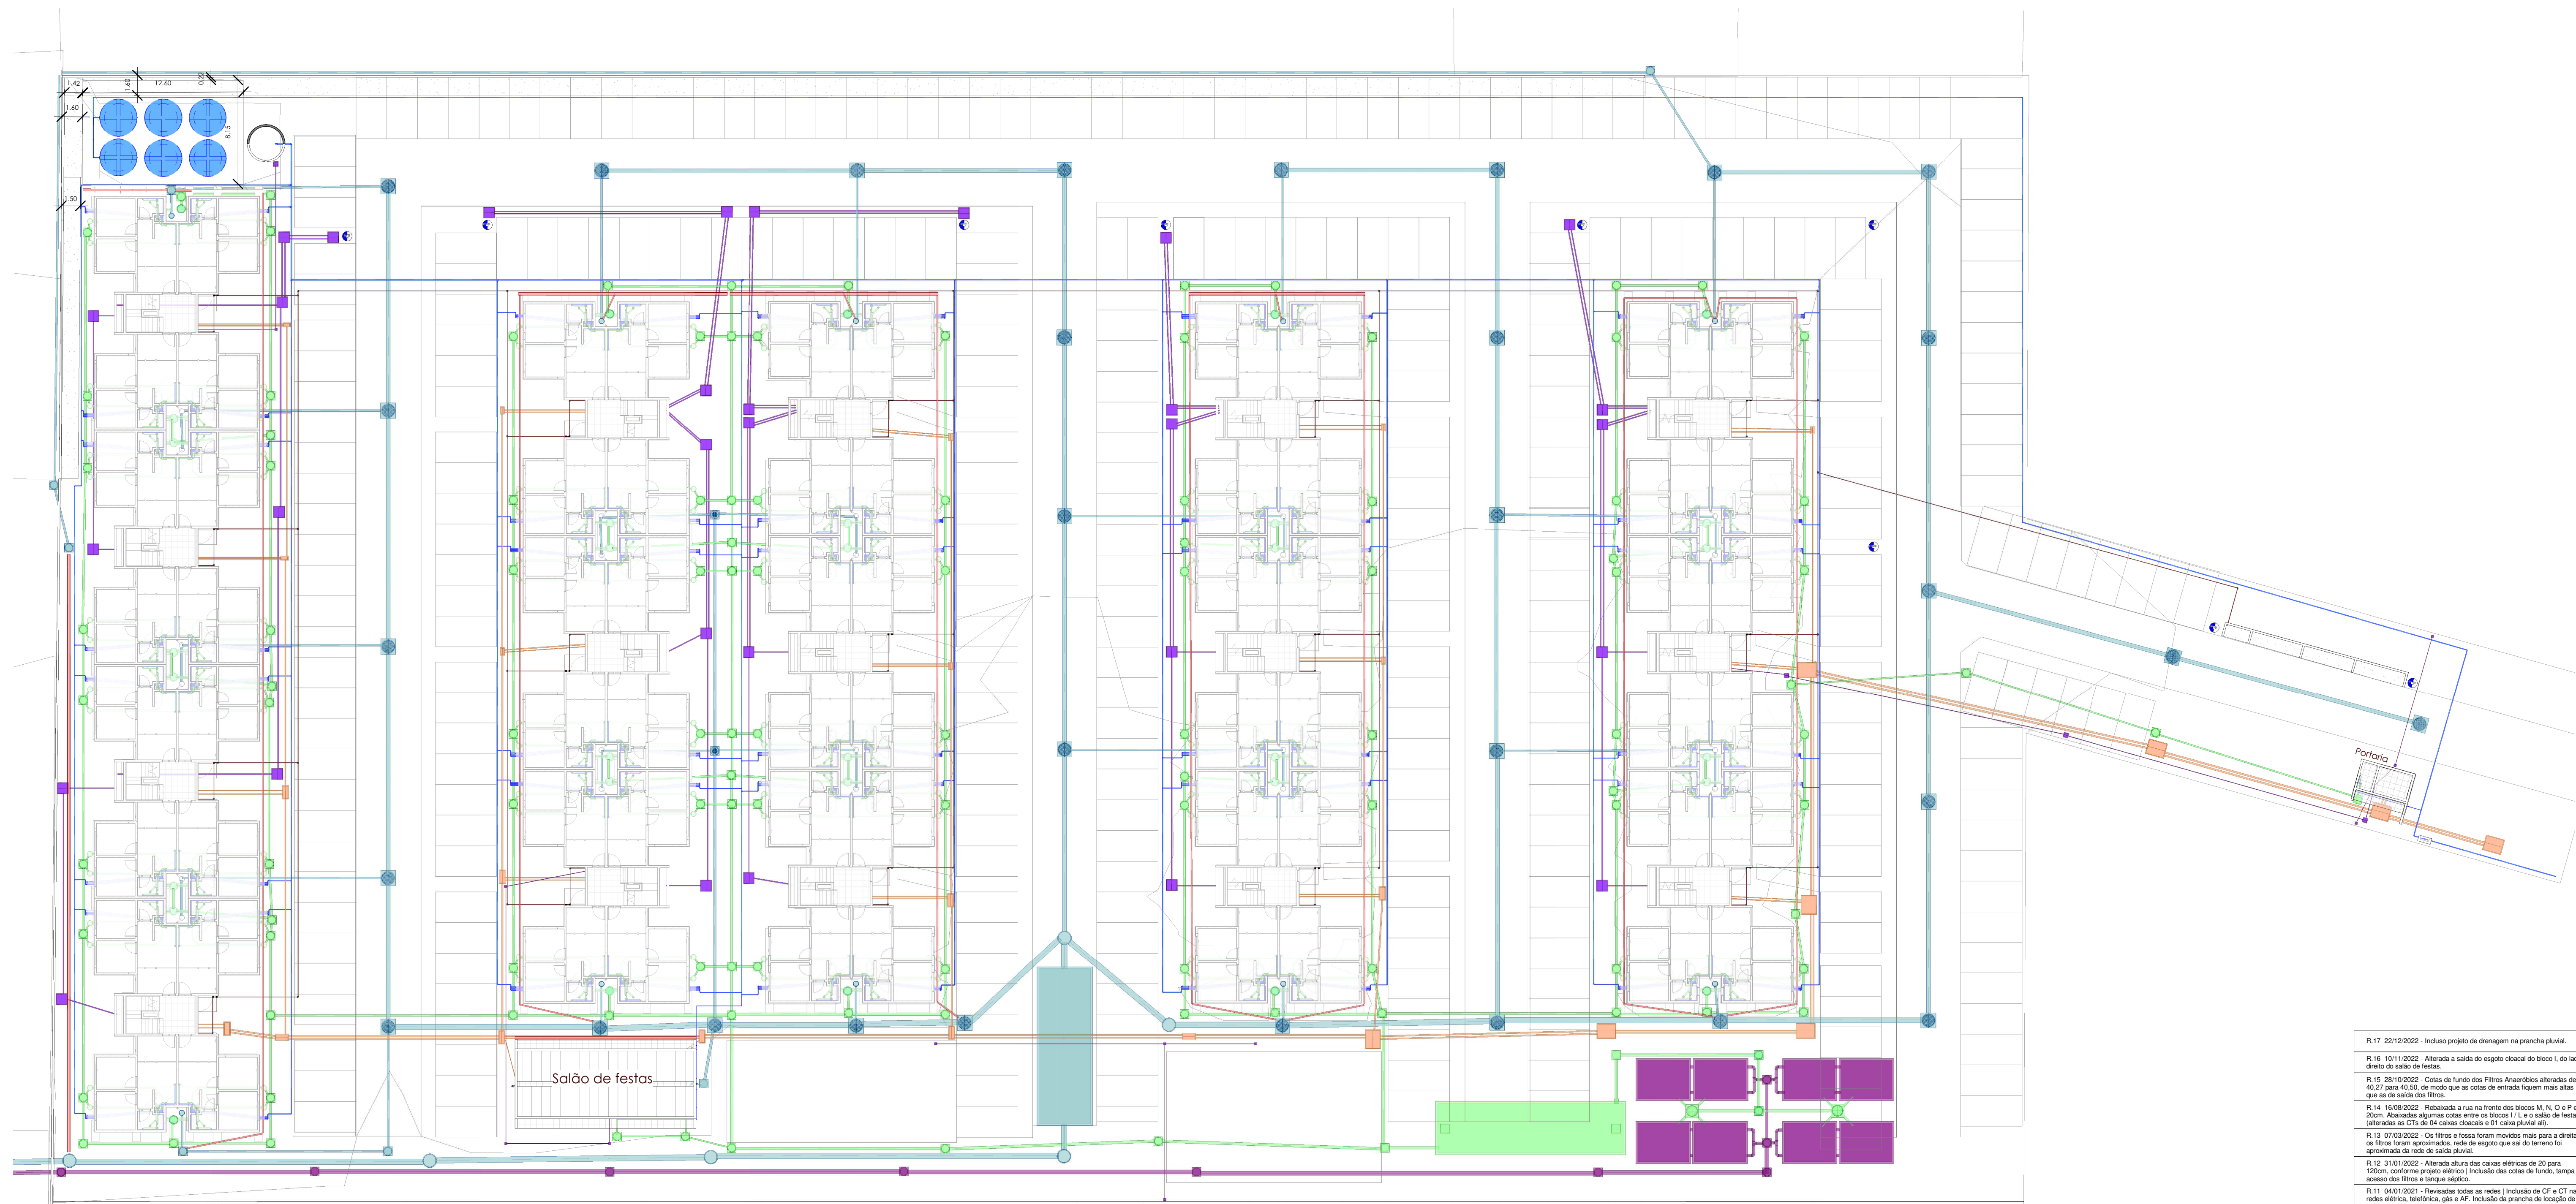 1.42
1.60
12.60
0.22
1.60
8.15
1.50
Portaria
Salão de festas
R.17 22/12/2022 - Incluso projeto de drenagem na prancha pluvial.
R.16 10/11/2022 - Alterada a saída do esgoto cloacal do bloco I, do
direito do salão de festas.
R.15 28/10/2022 - Cotas de fundo dos Filtros Anaeróbios alteradas de
40,27 para 40,50, de modo que as cotas de entrada fiquem mais altas
que as de saída dos filtros.
R.14 16/08/2022 - Rebaixada a rua na frente dos blocos M, N, O e P
20cm. Abaixadas algumas cotas entre os blocos I / L e o salão de
(alteradas as CTs de 04 caixas cloacais e 01 caixa pluvial ali).
R.13 07/03/2022 - Os filtros e fossa foram movidos mais para a direita
os filtros foram aproximados, rede de esgoto que sai do terreno foi
aproximada da rede de saída pluvial.
R.12 31/01/2022 - Alterada altura das caixas elétricas de 20 para
120cm, conforme projeto elétrico | Inclusão das cotas de fundo, tampa
acesso dos filtros e tanque séptico.
R.11 04/01/2021 - Revisadas todas as redes | Inclusão de CF e CT
redes elétrica, telefônica, gás e AF. Inclusão da prancha de locação de